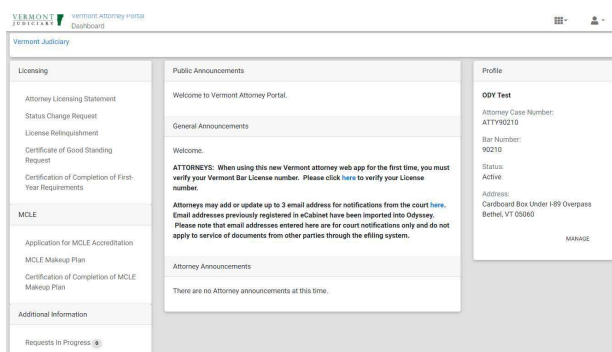 VERMONT
JUDICIARY
Vermont Attorney Portal
Dashboard
Vermont Judiciary
Licensing
Attorney Licensing Statement
Status Change Request
License Relinquishment
Certificate of Good Standing
Request
Certification of Completion of First-
Year Requirements
MCLE
Application for MCLE Accreditation
MCLE Makeup Plan
Certification of Completion of MCLE
Makeup Plan
Additional Information
Requests In Progress 0
Public Announcements
Welcome to Vermont Attorney Portal.
General Announcements
Welcome.
ATTORNEYS: When using this new Vermont attorney web app for the first time, you must
verify your Vermont Bar License number. Please click here to verify your License
number.
Attorneys may add or update up to 3 email address for notifications from the court here.
Email addresses previously registered in eCabinet have been imported into Odyssey.
Please note that email addresses entered here are for court notifications only and do not
apply to service of documents from other parties through the efiling system.
Attorney Announcements
There are no Attorney announcements at this time.
Profile
ODY Test
Attorney Case Number:
ATTY90210
Bar Number:
90210
Status:
Active
Address:
Cardboard Box Under I-89 Overpass
Bethel, VT 05060
MANAGE